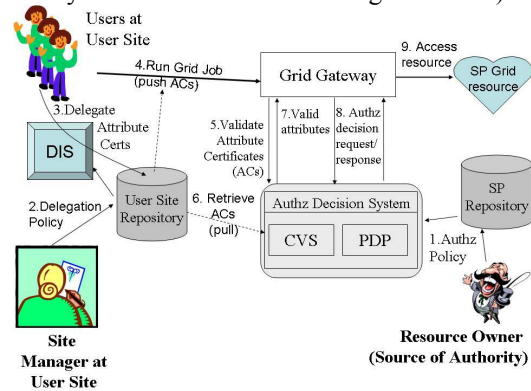 Users at
User Site
4.Run Grid Job
(push ACs)
Grid Gateway
9. Access
resource
SP Grid
resource
3.Delegate
Attribute
Certs
DIS
5.Validate
Attribute
Certificates
(ACs)
7.Valid
attributes
8. Authz
decision
request/
response
2.Delegation
Policy
User Site
Repository
6. Retrieve
ACs
(pull)
Authz Decision System
CVS
PDP
SP
Repository
1.Authz
Policy
Site
Manager at
User Site
Resource Owner
(Source of Authority)